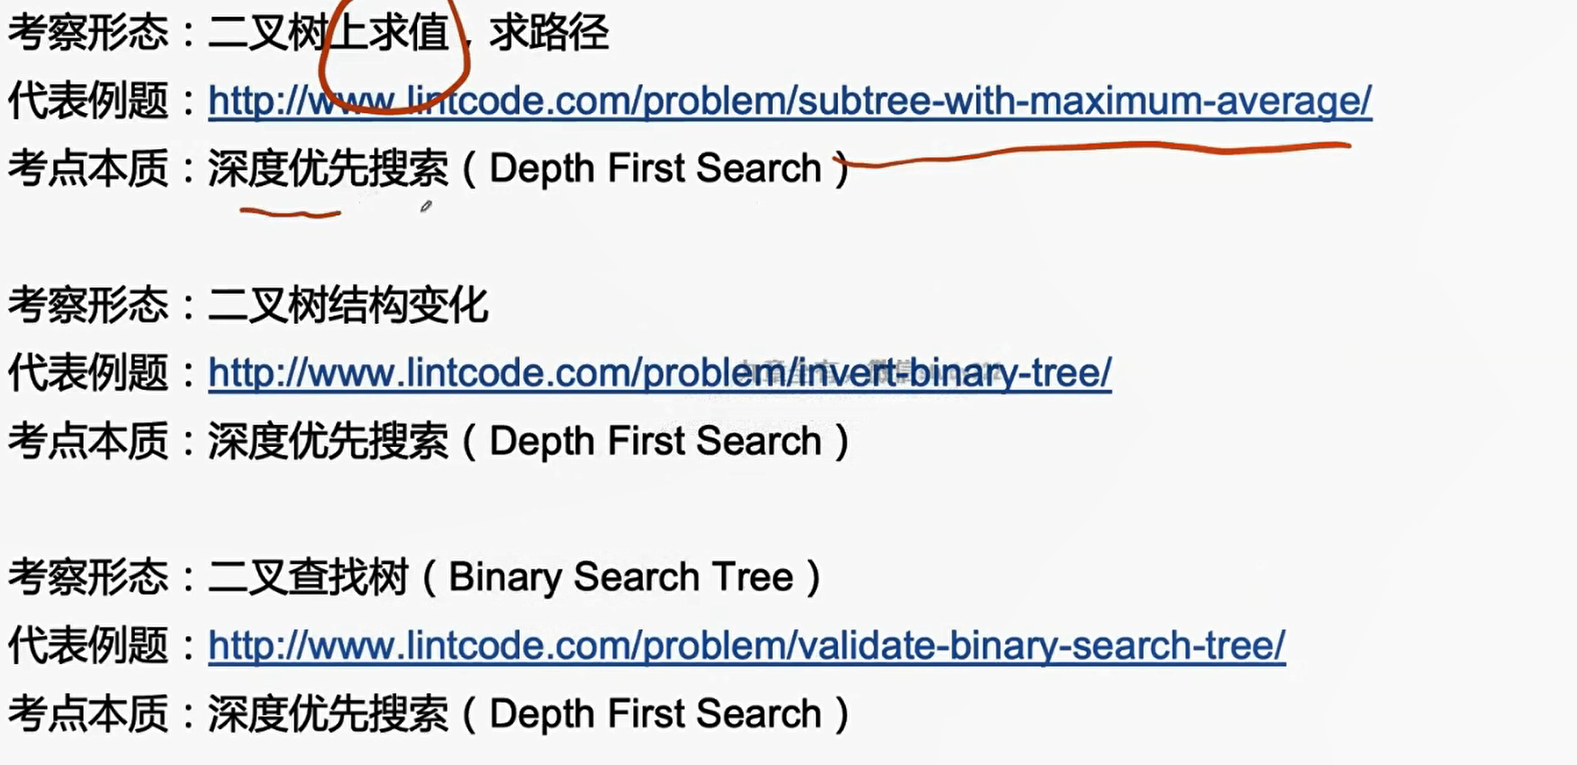 考察形态：二叉树上求值，求路径
代表例题：http://www.lintcode.com/problem/subtree-with-maximum-average/
考点本质：深度优先搜索（Depth First Search）
考察形态：二叉树结构变化
代表例题：http://www.lintcode.com/problem/invert-binary-tree/
考点本质：深度优先搜索（Depth First Search）
考察形态：二叉查找树（Binary Search Tree）
代表例题：http://www.lintcode.com/problem/validate-binary-search-tree/
考点本质：深度优先搜索（Depth First Search）